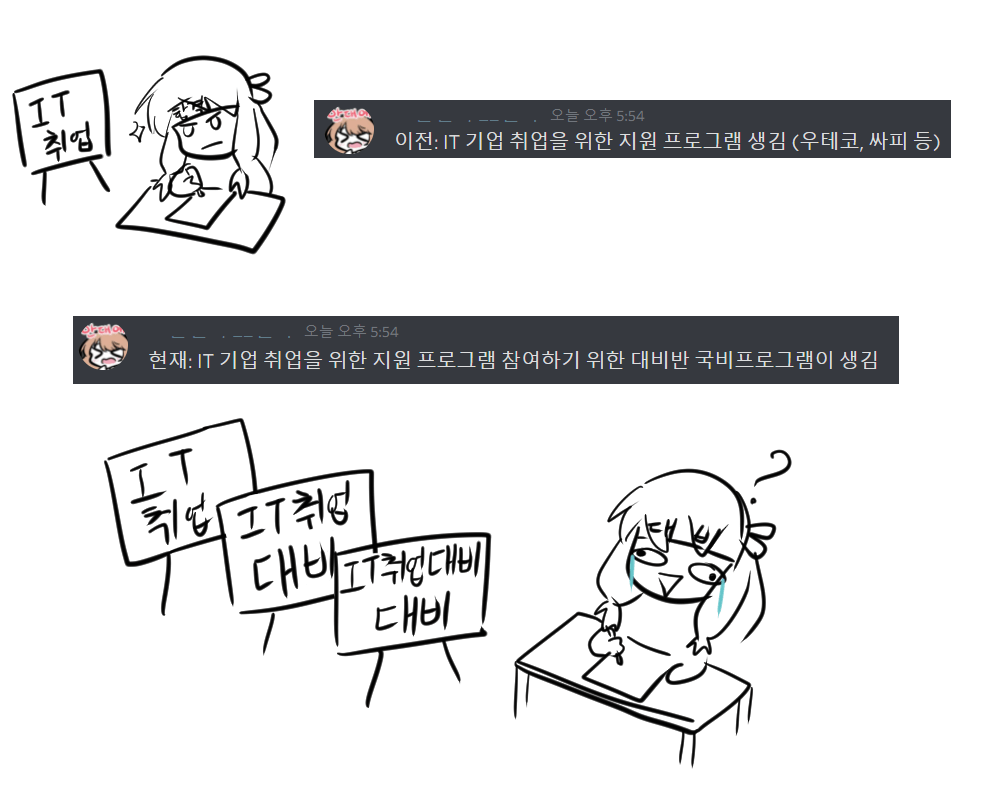 IT
취업
안돼애
오늘 오후 5:54
이전: IT 기업 취업을 위한 지원 프로그램 생김 (우테코, 싸피 등)
오늘 오후 5:54
현재: IT 기업 취업을 위한 지원 프로그램 참여하기 위한 대비반 국비프로그램이 생김
IT
취업
IT취업
대비
IT취업대비
대비
?
대비